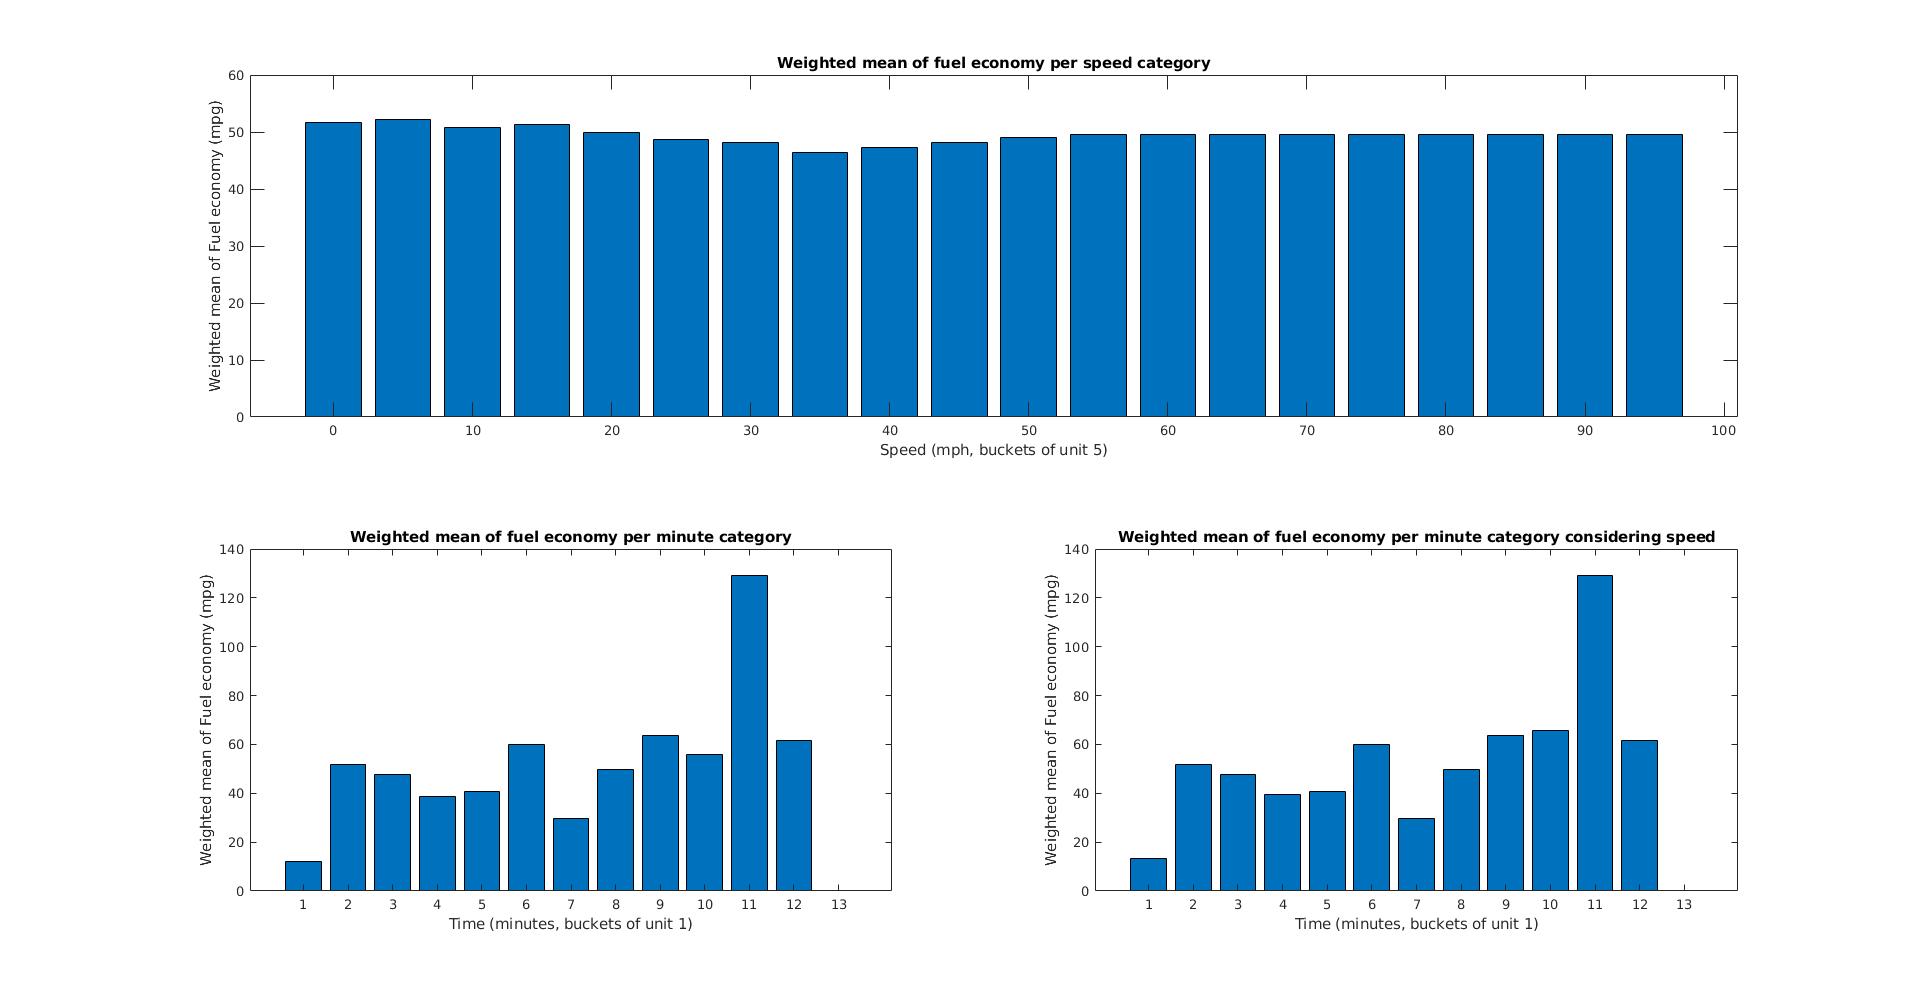 Weighted mean of fuel economy per speed category
Weighted mean of Fuel economy (mpg)
60
50
40
30
20
10
0
0 10 20 30 40 50 60 70 80 90 100
Speed (mph, buckets of unit 5)
Weighted mean of fuel economy per minute category
Weighted mean of Fuel economy (mpg)
140
120
100
80
60
40
20
0
1 2 3 4 5 6 7 8 9 10 11 12 13
Time (minutes, buckets of unit 1)
Weighted mean of fuel economy per minute category considering speed
Weighted mean of Fuel economy (mpg)
140
120
100
80
60
40
20
0
1 2 3 4 5 6 7 8 9 10 11 12 13
Time (minutes, buckets of unit 1)